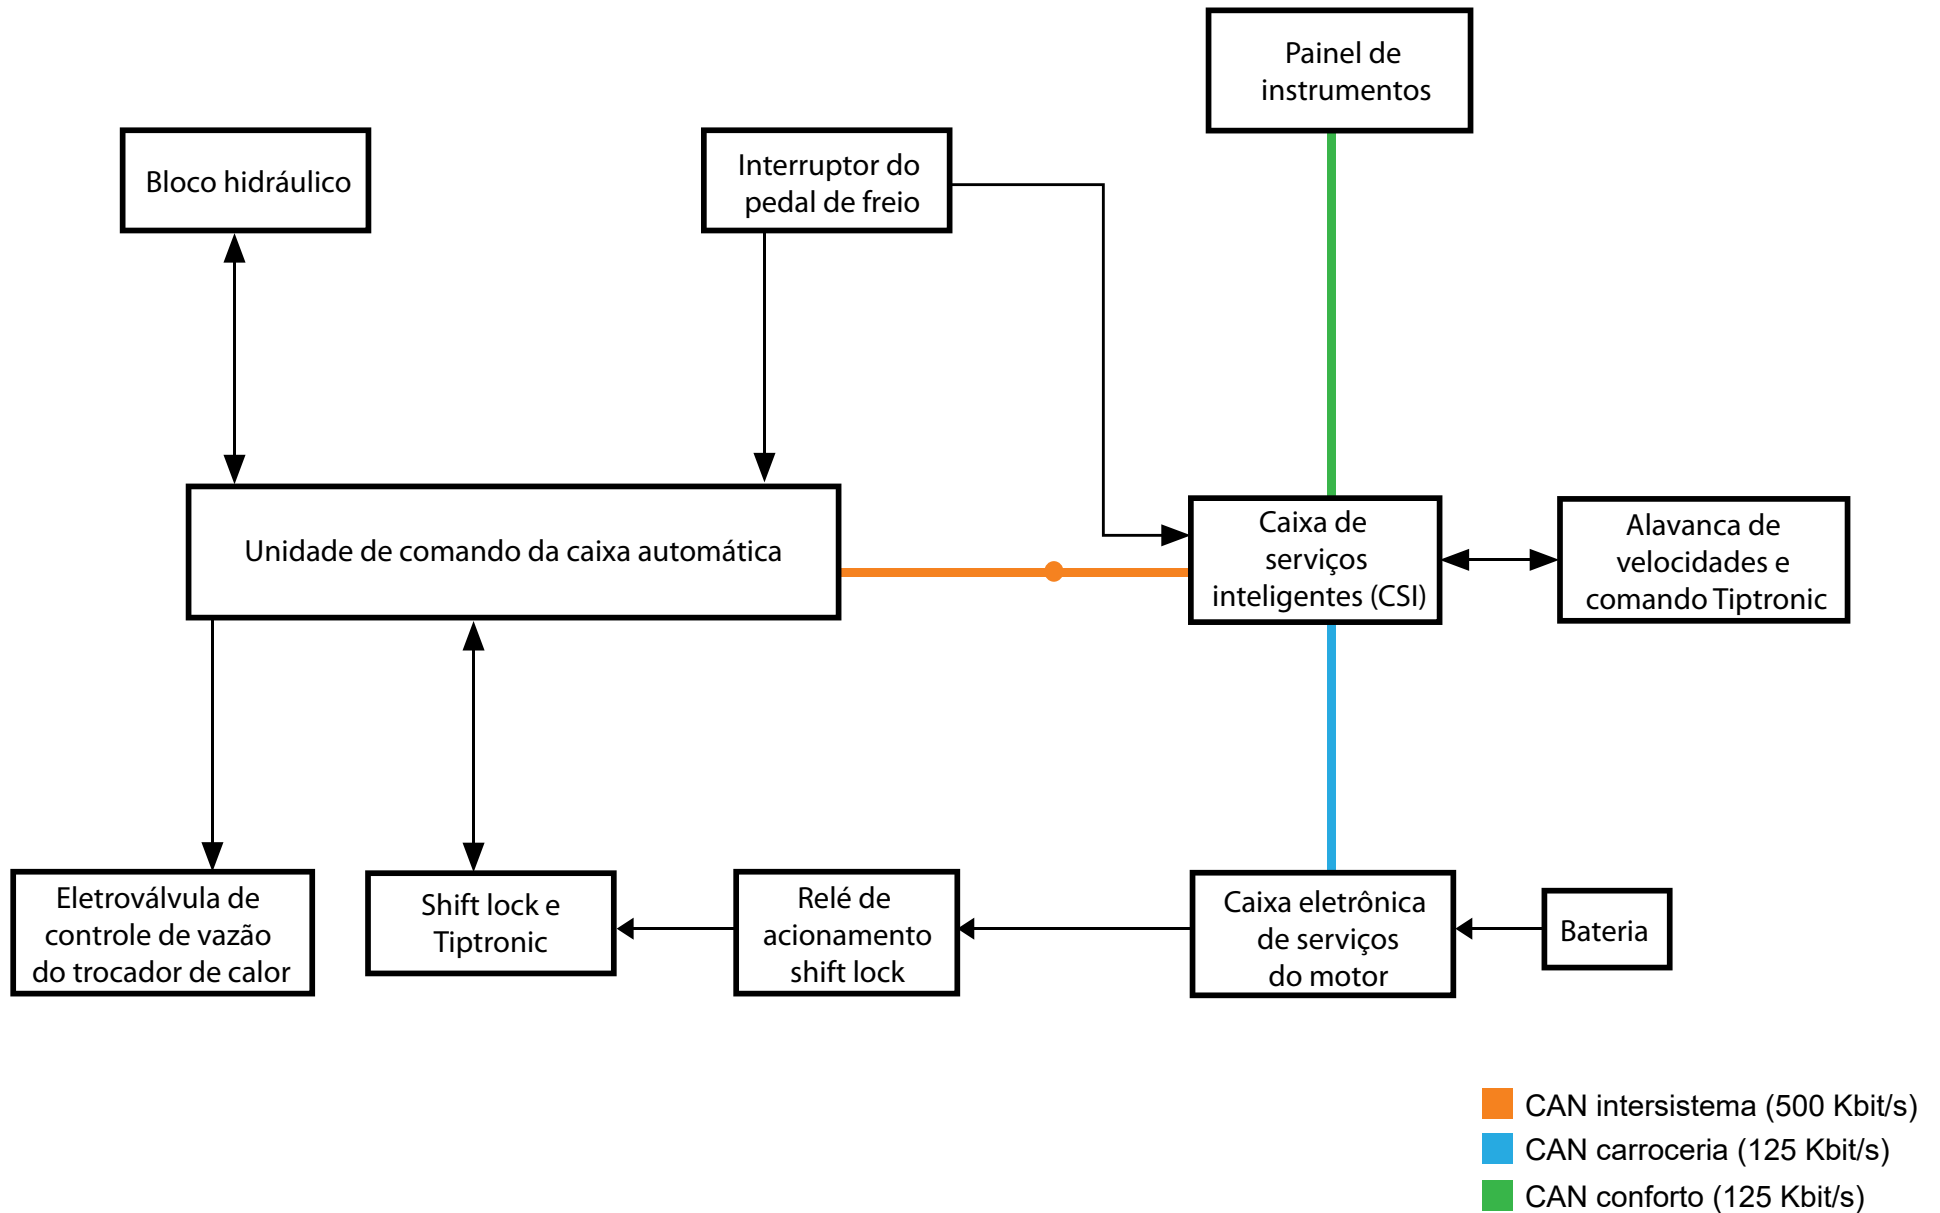 Painel de
instrumentos
Bloco hidráulico
Interruptor do
pedal de freio
Unidade de comando da caixa automática
Caixa de
serviços
inteligentes (CSI)
Alavanca de
velocidades e
comando Tiptronic
Eletroválvula de
controle de vazão
do trocador de calor
Shift lock e
Tiptronic
Relé de
acionamento
shift lock
Caixa eletrônica
de serviços
do motor
Bateria
CAN intersistema (500 Kbit/s)
CAN carroceria (125 Kbit/s)
CAN conforto (125 Kbit/s)